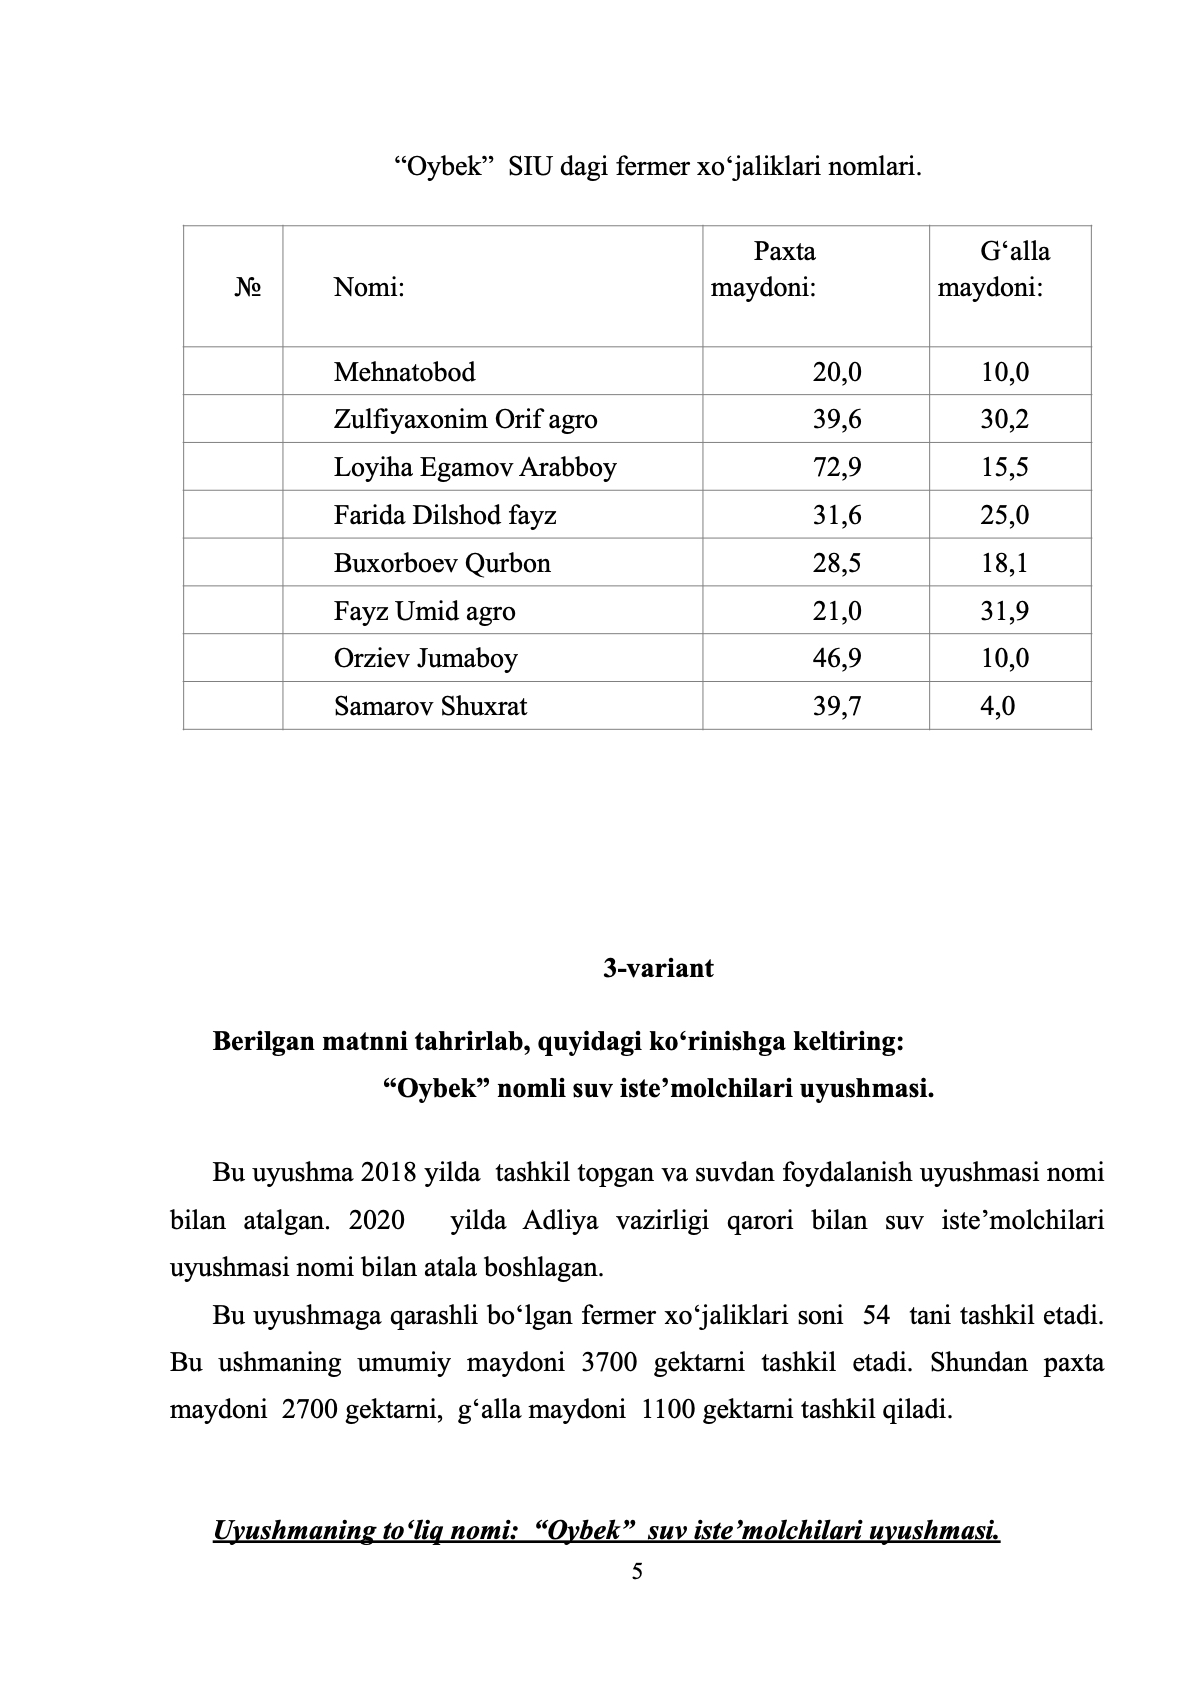 “Oybek”  SIU dagi fermer xo‘jaliklari nomlari.
№ Nomi: Paxta maydoni: G‘alla maydoni:
Mehnatobod 20,0 10,0
Zulfiyaxonim Orif agro 39,6 30,2
Loyiha Egamov Arabboy 72,9 15,5
Farida Dilshod fayz 31,6 25,0
Buxorboev Qurbon 28,5 18,1
Fayz Umid agro 21,0 31,9
Orziev Jumaboy 46,9 10,0
Samarov Shuxrat 39,7 4,0
3-variant
Berilgan matnni tahrirlab, quyidagi ko‘rinishga keltiring:
“Oybek” nomli suv iste’molchilari uyushmasi.
Bu uyushma 2018 yilda  tashkil topgan va suvdan foydalanish uyushmasi nomi
bilan atalgan. 2020   yilda Adliya vazirligi qarori bilan suv iste’molchilari
uyushmasi nomi bilan atala boshlagan.
Bu uyushmaga qarashli bo‘lgan fermer xo‘jaliklari soni  54  tani tashkil etadi.
Bu ushmaning umumiy maydoni 3700 gektarni tashkil etadi. Shundan paxta
maydoni  2700 gektarni,  g‘alla maydoni  1100 gektarni tashkil qiladi.
Uyushmaning to‘liq nomi:  “Oybek”  suv iste’molchilari uyushmasi.
5